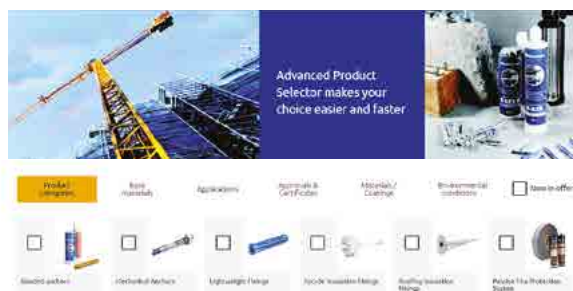 Advanced Product
Selector makes your
choice easier and faster
Product
categories
Base
materials
Applications
Approvals &
Certificates
Materials /
Coatings
Environmental
conditions
New in offer
Bonded anchors
Mechanical Anchors
Lightweight Fixings
Facade Insulation Fixings
Roofing Insulation
Fixings
Passive Fire Protection
System